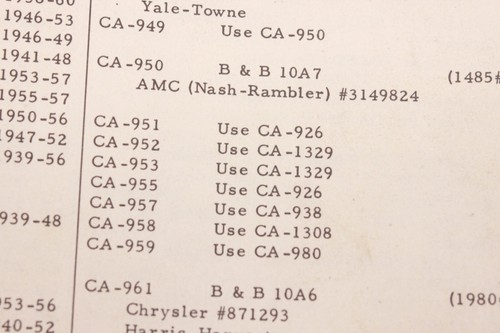 Yale-Towne
1946-53 CA-949 Use CA-950
1946-49
1941-48 CA-950 B & B 10A7 (1485#
1953-57 AMC (Nash-Rambler) #3149824
1955-57
1950-56 CA-951 Use CA-926
1947-52 CA-952 Use CA-1329
939-56 CA-953 Use CA-1329
CA-955 Use CA-926
CA-957 Use CA-938
939-48 CA-958 Use CA-1308
CA-959 Use CA-980
CA-961 B & B 10A6 (1980
953-56 Chrysler #871293
40-52